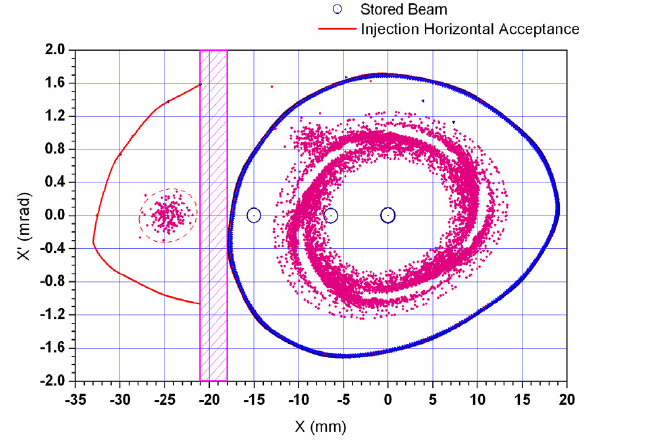 Stored Beam
Injection Horizontal Acceptance
2.0
1.6
1.2
0.8
0.4
0.0
-0.4
-0.8
-1.2
-1.6
-2.0
X' (mrad)
-35 -30 -25 -20 -15 -10 -5 0 5 10 15 20
X (mm)